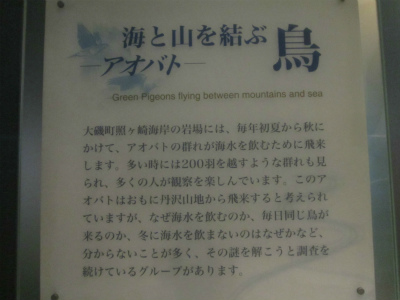 海と山を結ぶ鳥
―アオバト―
Green Pigeons flying between mountains and sea
大磯町照ヶ崎海岸の岩場には、毎年初夏から秋に
かけて、アオバトの群れが海水を飲むために飛来
します。多い時には200羽を越すような群れも見
られ、多くの人が観察を楽しんでいます。このア
オバトはおもに丹沢山地から飛来すると考えられ
ていますが、なぜ海水を飲むのか、毎日同じ鳥が
来るのか、冬に海水を飲まないのはなぜかなど、
分からないことが多く、その謎を解こうと調査を
続けているグループがあります。